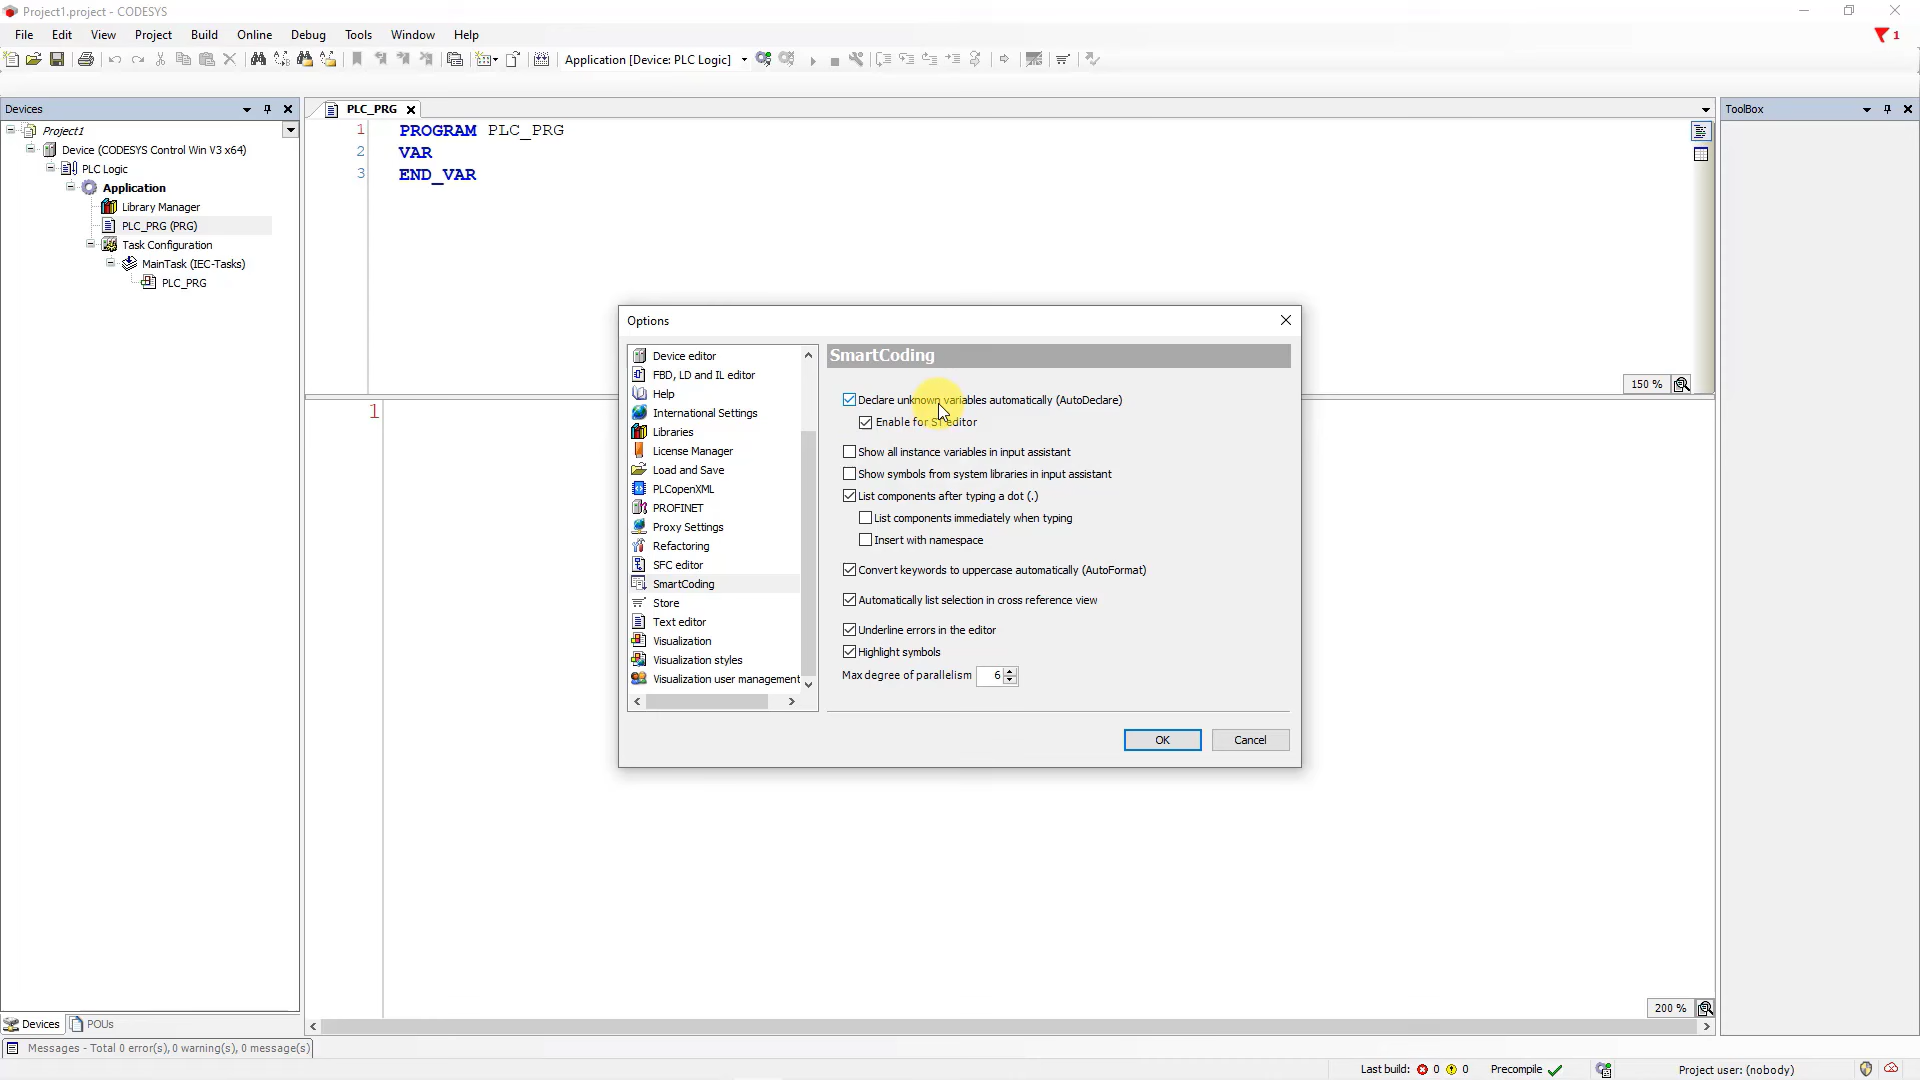 Project1.project - CODESYS
File Edit View Project Build Online Debug Tools Window Help
1
Application [Device: PLC Logic]
Devices
Project1
Device (CODESYS Control Win V3 x64)
PLC Logic
Application
Library Manager
PLC_PRG (PRG)
Task Configuration
MainTask (IEC-Tasks)
PLC_PRG
PLC_PRG
1 PROGRAM PLC_PRG
2 VAR
3 END_VAR
150 %
1
200 %
ToolBox
Options
Device editor
FBD, LD and IL editor
Help
International Settings
Libraries
License Manager
Load and Save
PLCopenXML
PROFINET
Proxy Settings
Refactoring
SFC editor
SmartCoding
Store
Text editor
Visualization
Visualization styles
Visualization user management
SmartCoding
Declare unknown variables automatically (AutoDeclare)
Enable for ST editor
Show all instance variables in input assistant
Show symbols from system libraries in input assistant
List components after typing a dot (.)
List components immediately when typing
Insert with namespace
Convert keywords to uppercase automatically (AutoFormat)
Automatically list selection in cross reference view
Underline errors in the editor
Highlight symbols
Max degree of parallelism 6
OK Cancel
Devices POUs
Messages - Total 0 error(s), 0 warning(s), 0 message(s)
Last build: 0 0 Precompile Project user: (nobody)